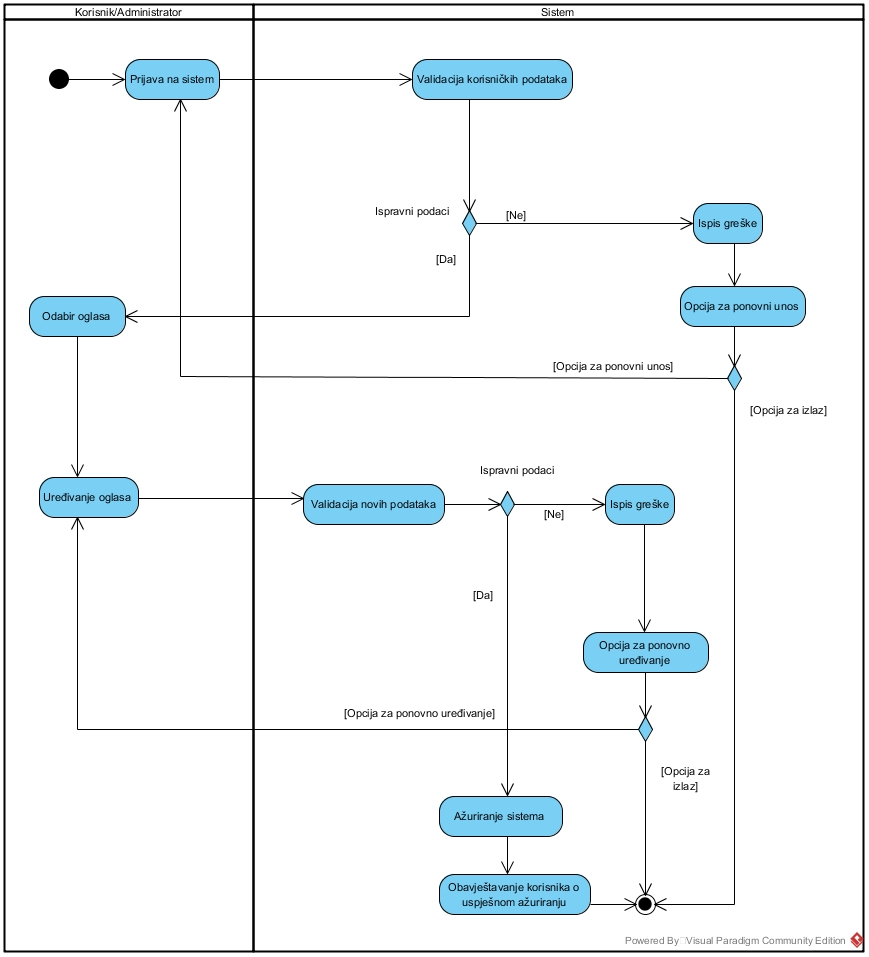 Korisnik/Administrator
Sistem
Prijava na sistem
Validacija korisničkih podataka
Ispravni podaci
[Ne]
Ispis greške
[Da]
Opcija za ponovni unos
Odabir oglasa
[Opcija za ponovni unos]
[Opcija za izlaz]
Ispravni podaci
Uređivanje oglasa
Validacija novih podataka
Ispis greške
[Ne]
[Da]
Opcija za ponovno
uređivanje
[Opcija za ponovno uređivanje]
[Opcija za
izlaz]
Ažuriranje sistema
Obavještavanje korisnika o
uspješnom ažuriranju
Powered By Visual Paradigm Community Edition